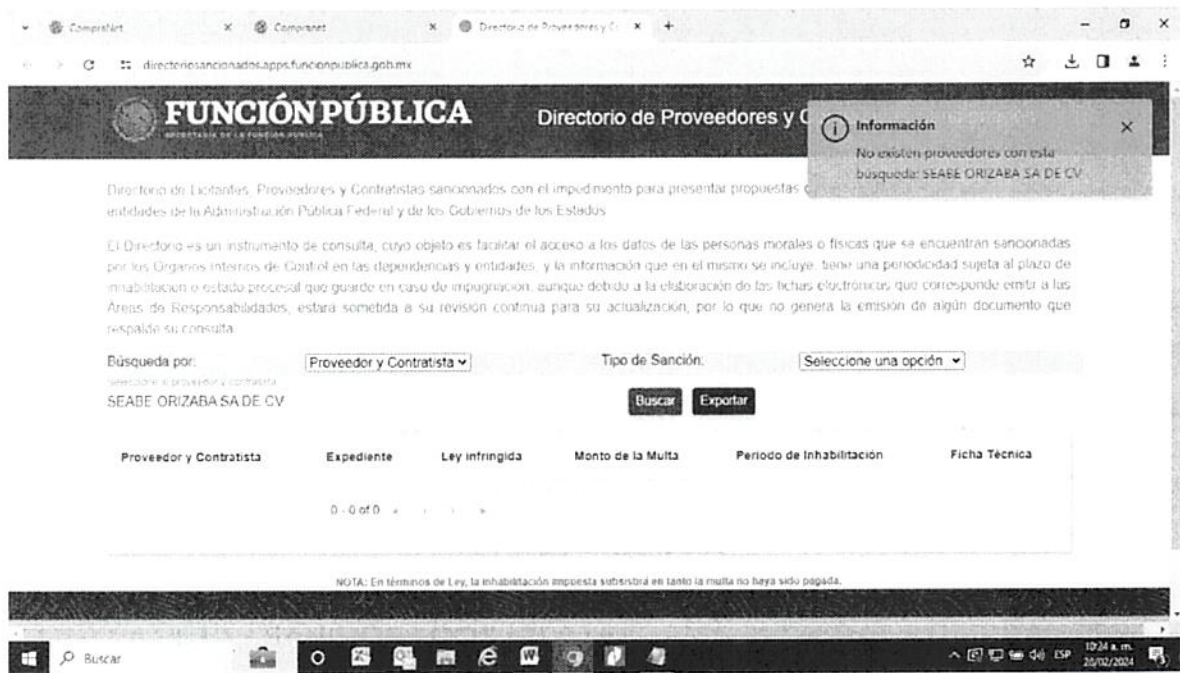 CompraNet
Directorio de Proveedores y C
directoriosancionados.apps.funcionpublica.gob.mx
FUNCIÓN PÚBLICA
SECRETARÍA DE LA FUNCIÓN PÚBLICA
Directorio de Proveedores y C
Información
No existen proveedores con esta
búsqueda: SEABE ORIZABA SA DE CV
Directorio de Licitantes, Proveedores y Contratistas sancionados con el impedimento para presentar propuestas
entidades de la Administración Pública Federal y de los Gobiernos de los Estados
El Directorio es un instrumento de consulta, cuyo objeto es facilitar el acceso a los datos de las personas morales o físicas que se encuentran sancionadas
por los Órganos Internos de Control en las dependencias y entidades, y la información que en el mismo se incluye, tiene una periodicidad sujeta al plazo de
inhabilitación o estado procesal que guarde en caso de impugnación, aunque debido a la elaboración de las fichas electrónicas que corresponde emitir a las
Áreas de Responsabilidades, estará sometida a su revisión continua para su actualización, por lo que no genera la emisión de algún documento que
respalde su consulta.
Búsqueda por: Proveedor y Contratista Tipo de Sanción: Seleccione una opción
Seleccione el proveedor y contratista
SEABE ORIZABA SA DE CV Buscar Exportar
Proveedor y Contratista Expediente Ley infringida Monto de la Multa Periodo de Inhabilitación Ficha Técnica
0 - 0 of 0
NOTA: En términos de Ley, la inhabilitación impuesta subsistirá en tanto la multa no haya sido pagada.
Buscar
ESP
10:24 a. m.
20/02/2024